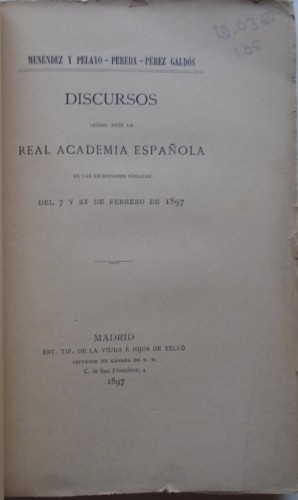 MENÉNDEZ Y PELAYO - PEREDA - PÉREZ GALDÓS
DISCURSOS
LEÍDOS ANTE LA
REAL ACADEMIA ESPAÑOLA
EN LAS RECEPCIONES PÚBLICAS
DEL 7 Y 21 DE FEBRERO DE 1897
MADRID
EST. TIP. DE LA VIUDA É HIJOS DE TELLO
IMPRESOR DE CÁMARA DE S. M.
C. de San Francisco, 4
1897